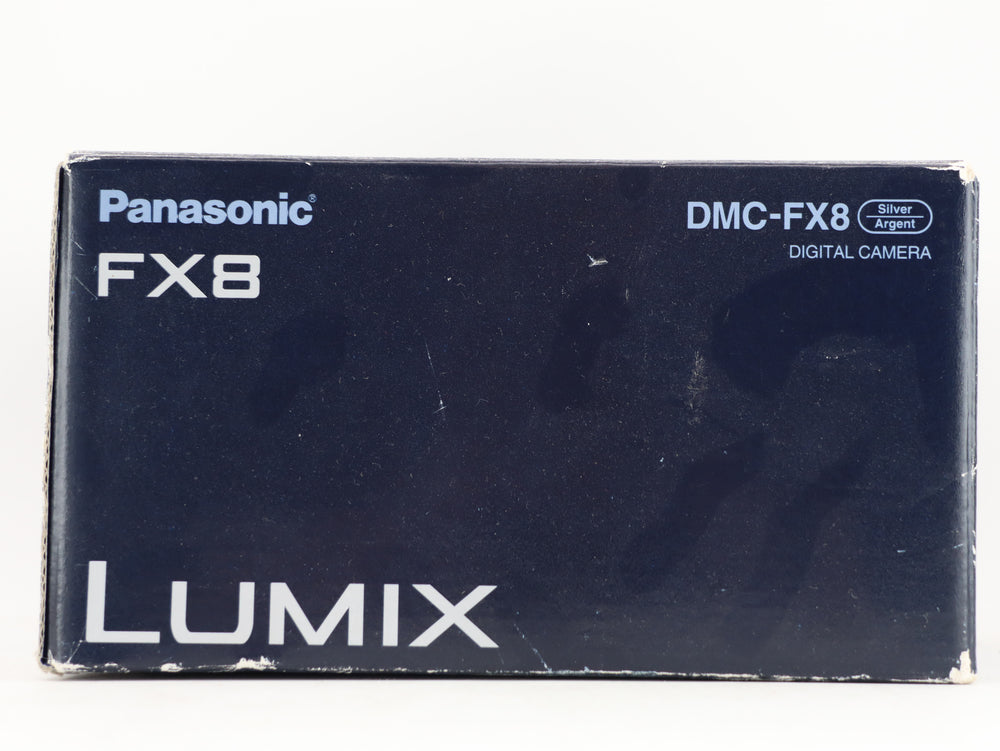 Panasonic®
FX8
DMC-FX8 Silver Argent
DIGITAL CAMERA
LUMIX